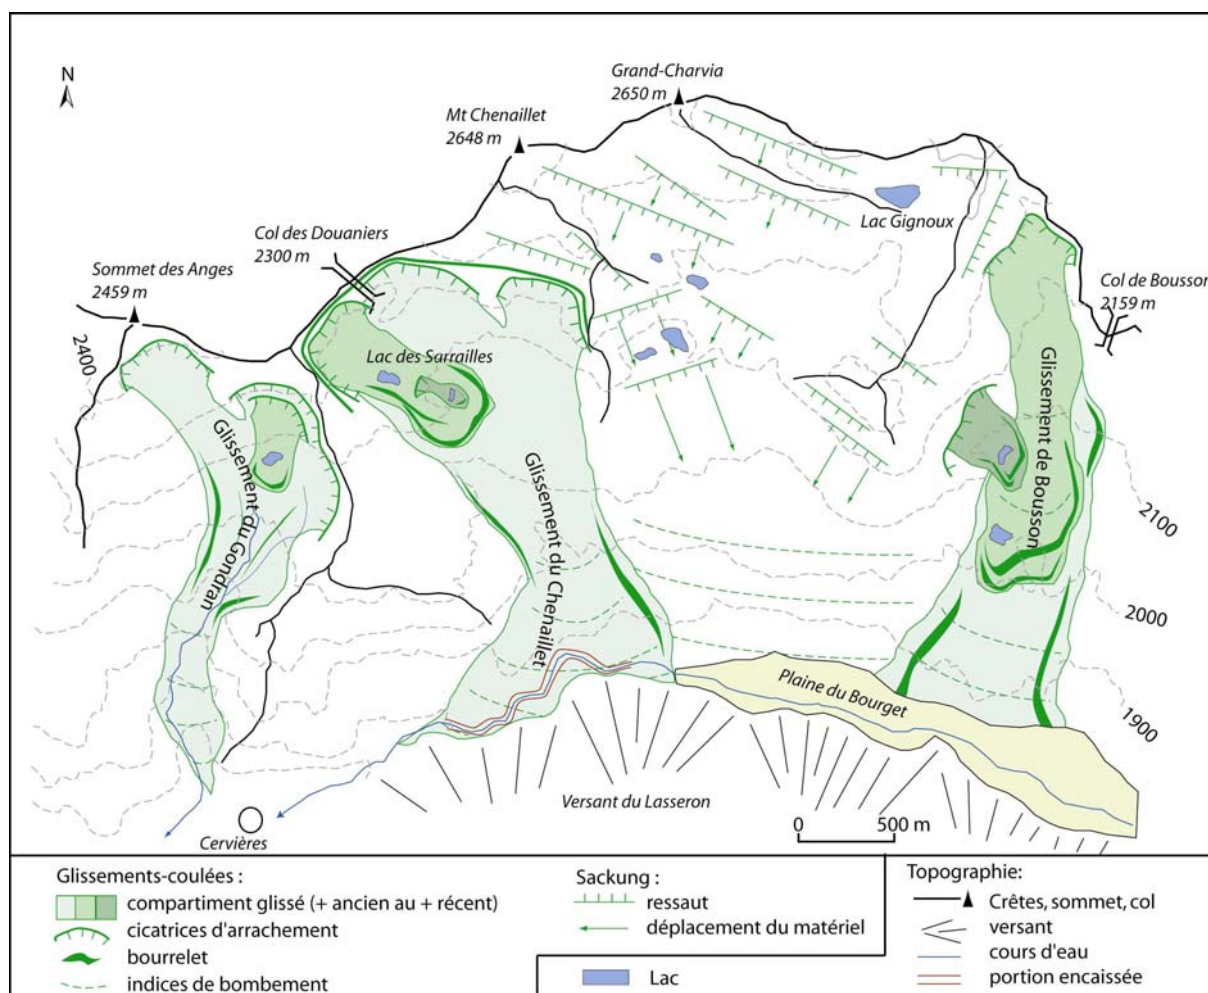 N
Grand-Charvia
2650 m
Mt Chenaillet
2648 m
Lac Gignoux
Col des Douaniers
2300 m
Sommet des Anges
2459 m
Col de Bousson
2159 m
2400
Lac des Sarrailles
Glissement du Gondran
Glissement du Chenaillet
Glissement de Bousson
2100
2000
1900
Plaine du Bourget
Versant du Lasseron
0 500 m
Cervières
Glissements-coulées :
compartiment glissé (+ ancien au + récent)
cicatrices d'arrachement
bourrelet
indices de bombement
Sackung :
ressaut
déplacement du matériel
Lac
Topographie:
Crêtes, sommet, col
versant
cours d'eau
portion encaissée